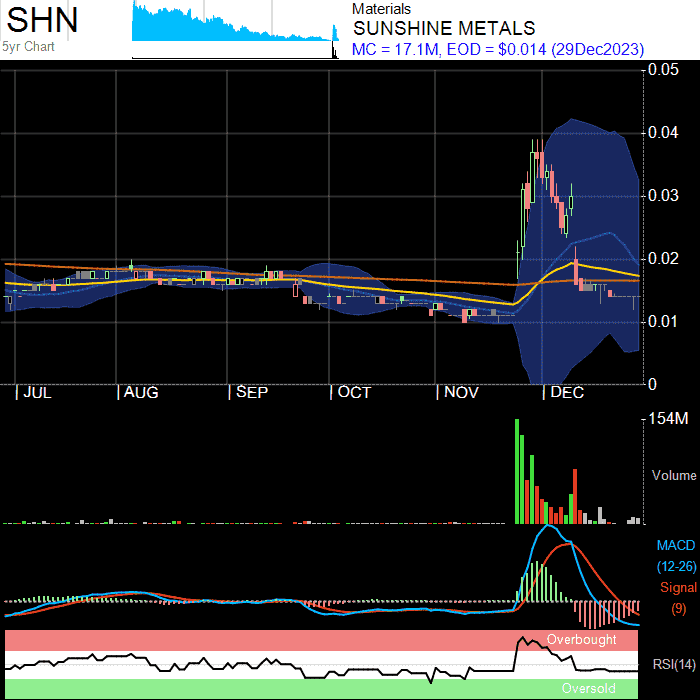 SHN
5yr Chart
Materials
SUNSHINE METALS
MC = 17.1M, EOD = $0.014 (29Dec2023)
0.05
0.04
0.03
0.02
0.01
0
JUL AUG SEP OCT NOV DEC
154M
Volume
MACD
(12-26)
Signal
(9)
Overbought
RSI(14)
Oversold